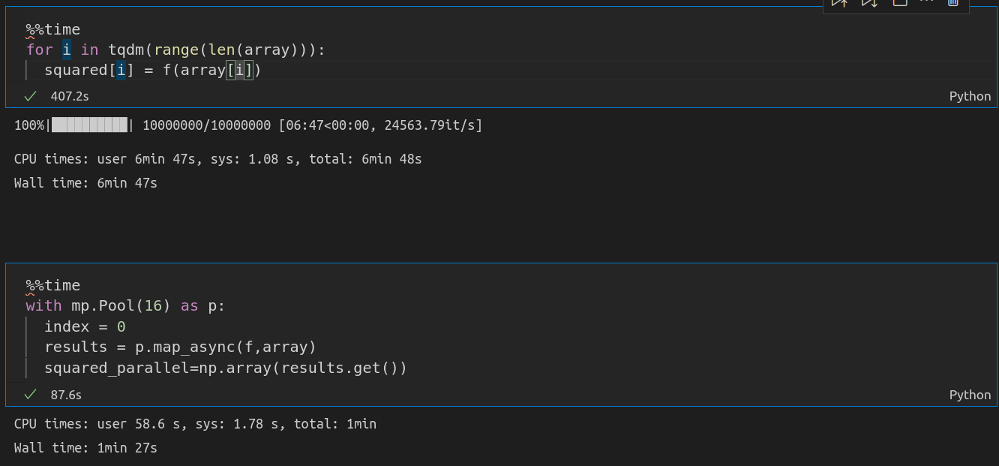 %%time
for i in tqdm(range(len(array))):
  squared[i] = f(array[i])
407.2s
Python
100%|██████████| 10000000/10000000 [06:47<00:00, 24563.79it/s]
CPU times: user 6min 47s, sys: 1.08 s, total: 6min 48s
Wall time: 6min 47s
%%time
with mp.Pool(16) as p:
  index = 0
  results = p.map_async(f,array)
  squared_parallel=np.array(results.get())
87.6s
Python
CPU times: user 58.6 s, sys: 1.78 s, total: 1min
Wall time: 1min 27s